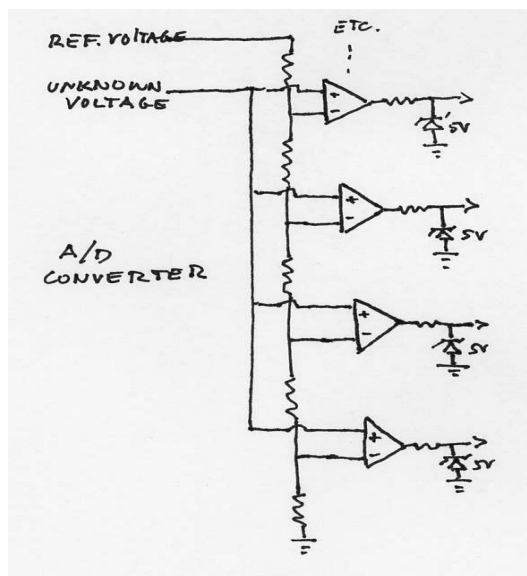 ETC.
REF. VOLTAGE
UNKNOWN
VOLTAGE
+
-
5V
+
-
5V
A/D
CONVERTER
+
-
5V
+
-
5V